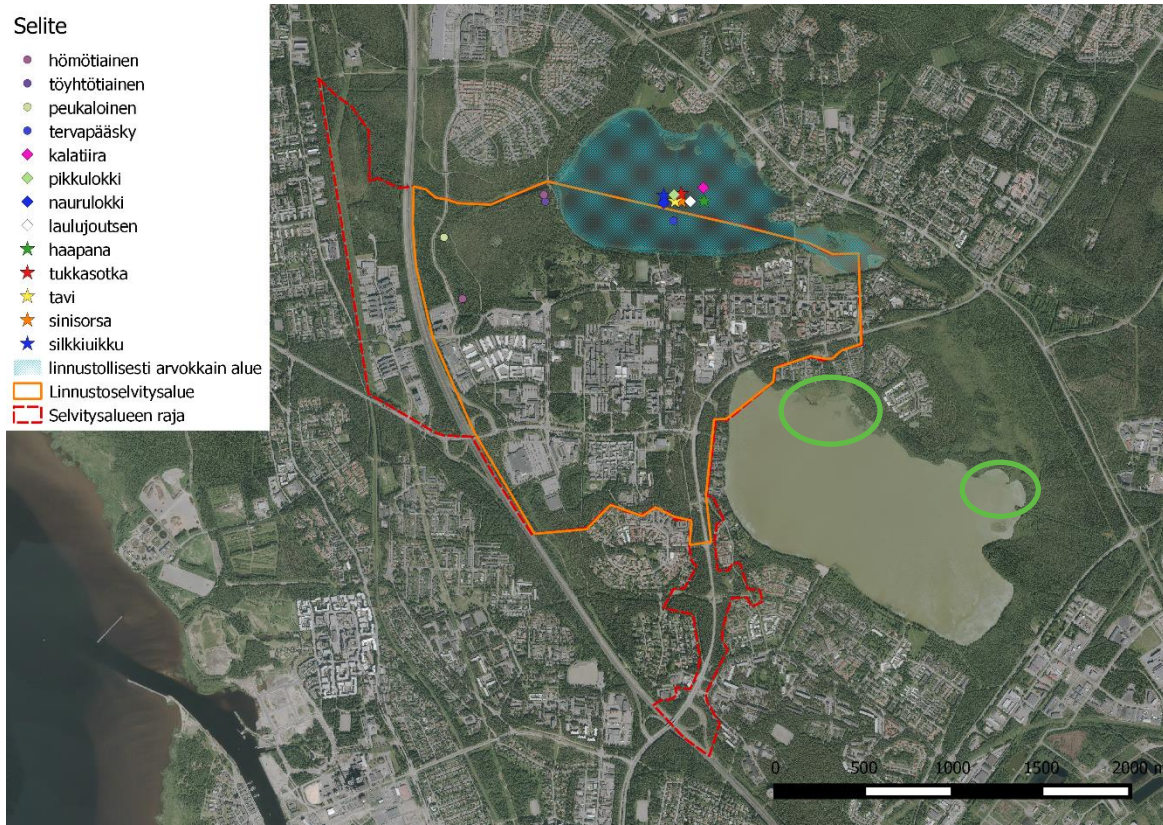 Selite
hömötiainen
töyhtötiainen
peukaloinen
tervapääsky
kalatiira
pikkulokki
naurulokki
laulujoutsen
haapana
tukkasotka
tavi
sinisorsa
silkkiuikku
linnustollisesti arvokkain alue
Linnustoselvitysalue
Selvitysalueen raja
0 500 1000 1500 2000 m